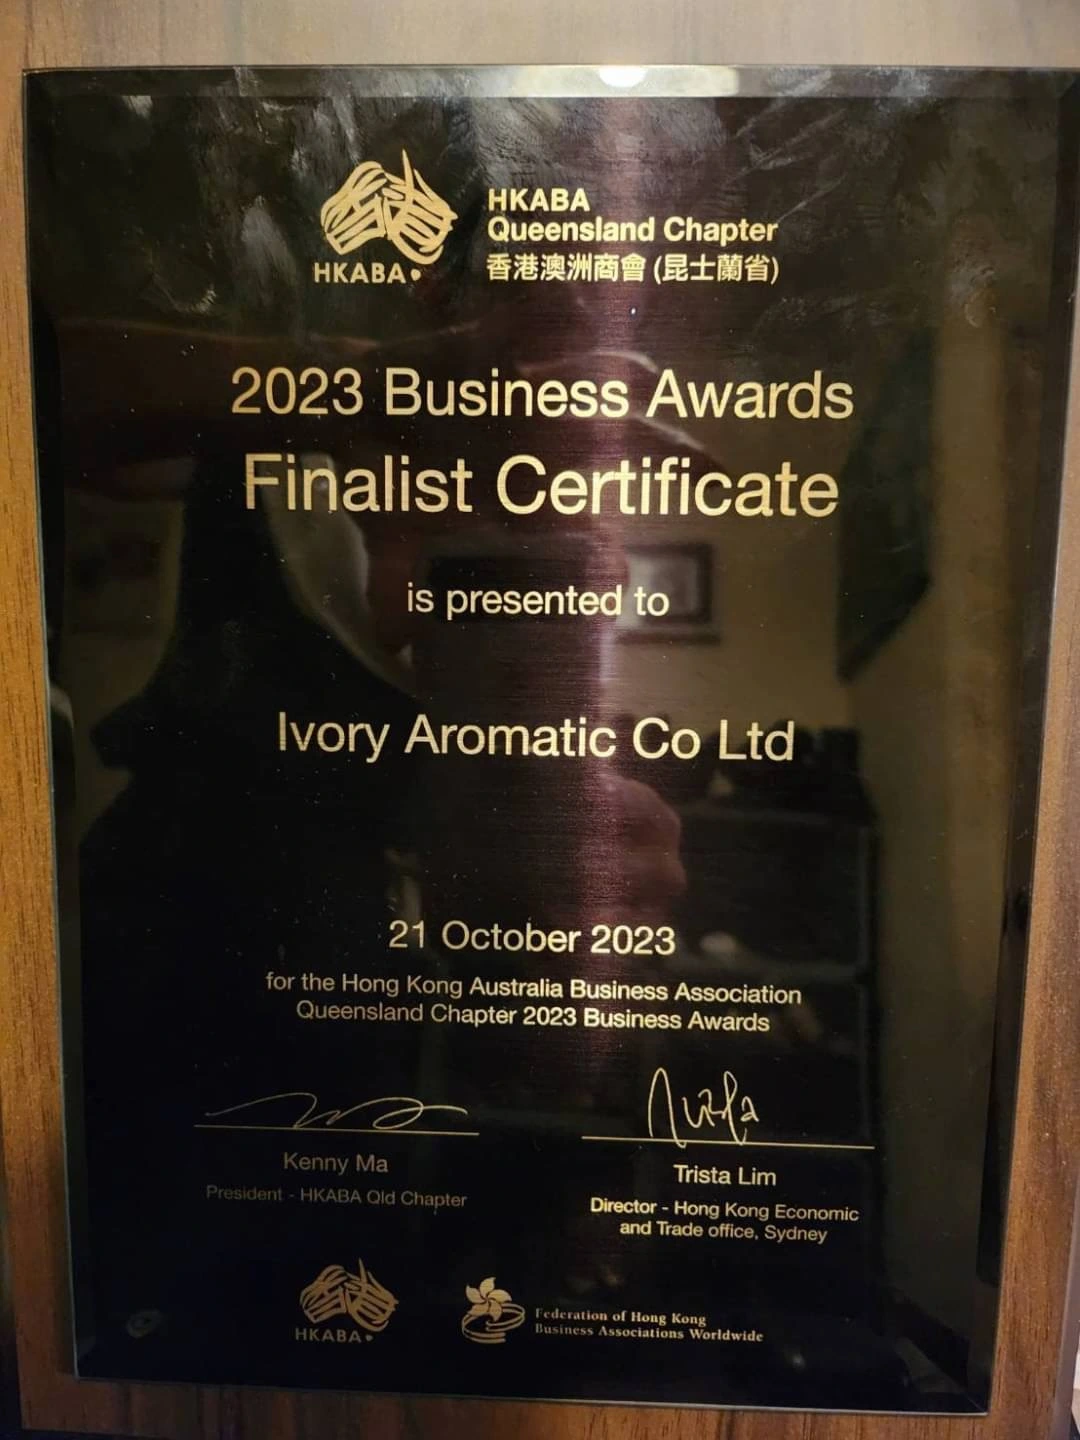 HKABA
HKABA
Queensland Chapter
香港澳洲商會 (昆士蘭省)
2023 Business Awards
Finalist Certificate
is presented to
Ivory Aromatic Co Ltd
21 October 2023
for the Hong Kong Australia Business Association
Queensland Chapter 2023 Business Awards
Kenny Ma
President - HKABA Qld Chapter
Trista Lim
Director - Hong Kong Economic
and Trade office, Sydney
HKABA
Federation of Hong Kong
Business Associations Worldwide